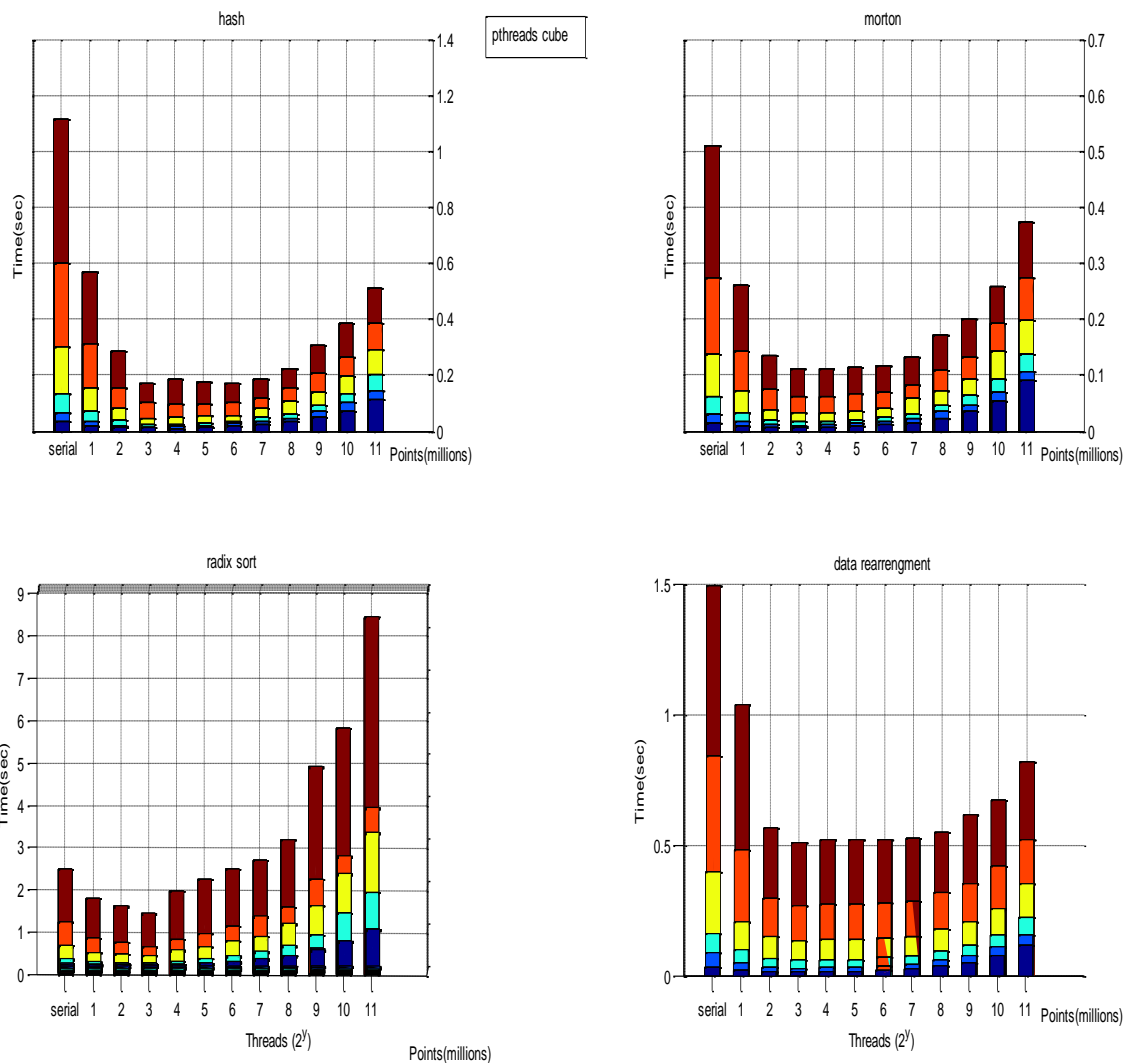 hash
pthreads cube
morton
1.4
1.2
1
0.8
0.6
0.4
0.2
0
Time(sec)
serial 1 2 3 4 5 6 7 8 9 10 11 Points(millions)
0.7
0.6
0.5
0.4
0.3
0.2
0.1
0
Time(sec)
serial 1 2 3 4 5 6 7 8 9 10 11 Points(millions)
radix sort
9
8
7
6
5
4
3
2
1
0
Time(sec)
serial 1 2 3 4 5 6 7 8 9 10 11
Threads (2^y)
Points(millions)
data rearrengment
1.5
1
0.5
0
Time(sec)
serial 1 2 3 4 5 6 7 8 9 10 11 Points(millions)
Threads (2^y)